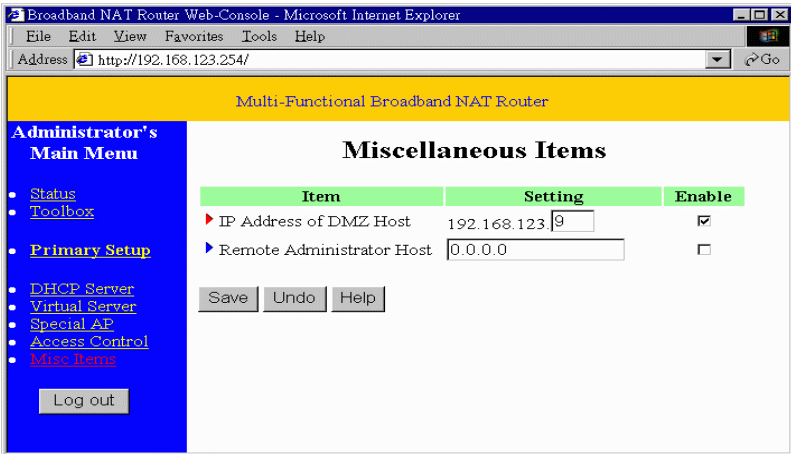 Broadband NAT Router Web-Console - Microsoft Internet Explorer
File Edit View Favorites Tools Help
Address http://192.168.123.254/ Go
Multi-Functional Broadband NAT Router
Administrator's
Main Menu
Status
Toolbox
Primary Setup
DHCP Server
Virtual Server
Special AP
Access Control
Misc Items
Log out
Miscellaneous Items
Item Setting Enable
IP Address of DMZ Host 192.168.123.9
Remote Administrator Host 0.0.0.0
Save Undo Help